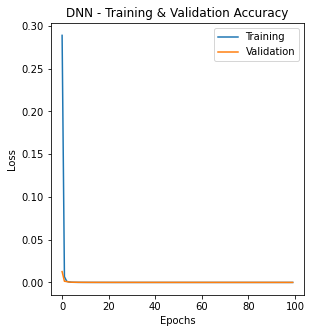 DNN - Training & Validation Accuracy
Training
Validation
0.30
0.25
0.20
0.15
0.10
0.05
0.00
Loss
0 20 40 60 80 100
Epochs